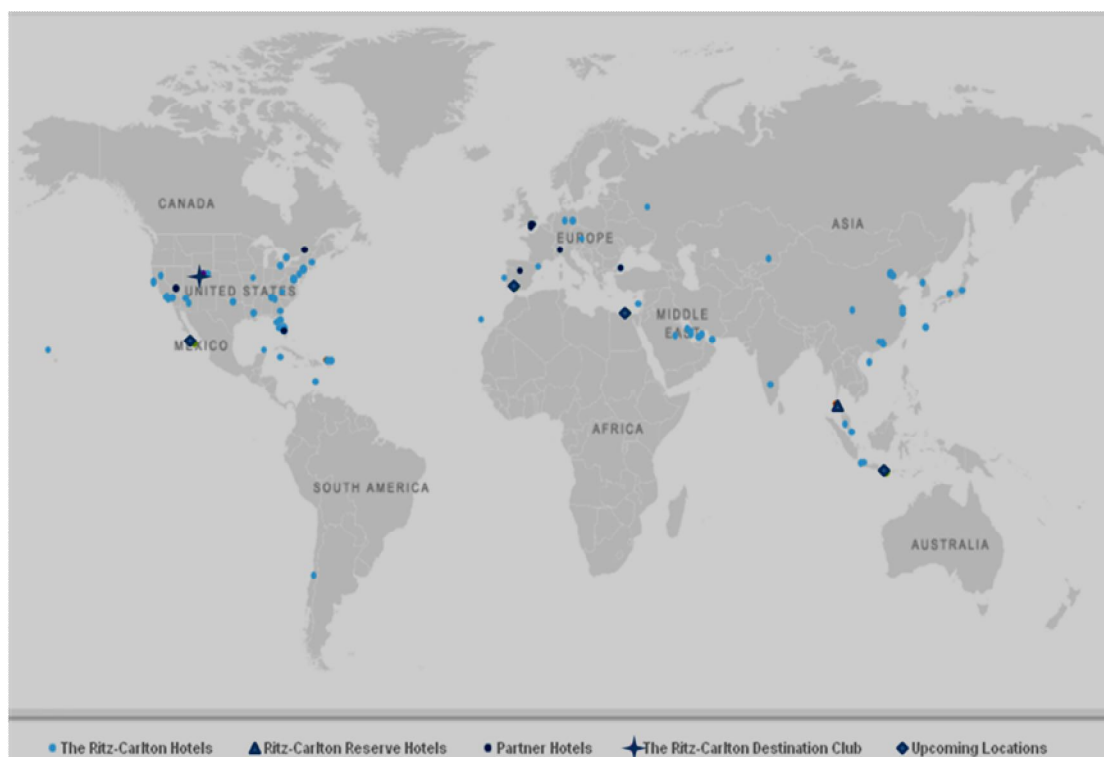 CANADA
ASIA
EUROPE
UNITED STATES
MIDDLE
EAST
MEXICO
AFRICA
SOUTH AMERICA
AUSTRALIA
The Ritz-Carlton Hotels Ritz-Carlton Reserve Hotels Partner Hotels The Ritz-Carlton Destination Club Upcoming Locations